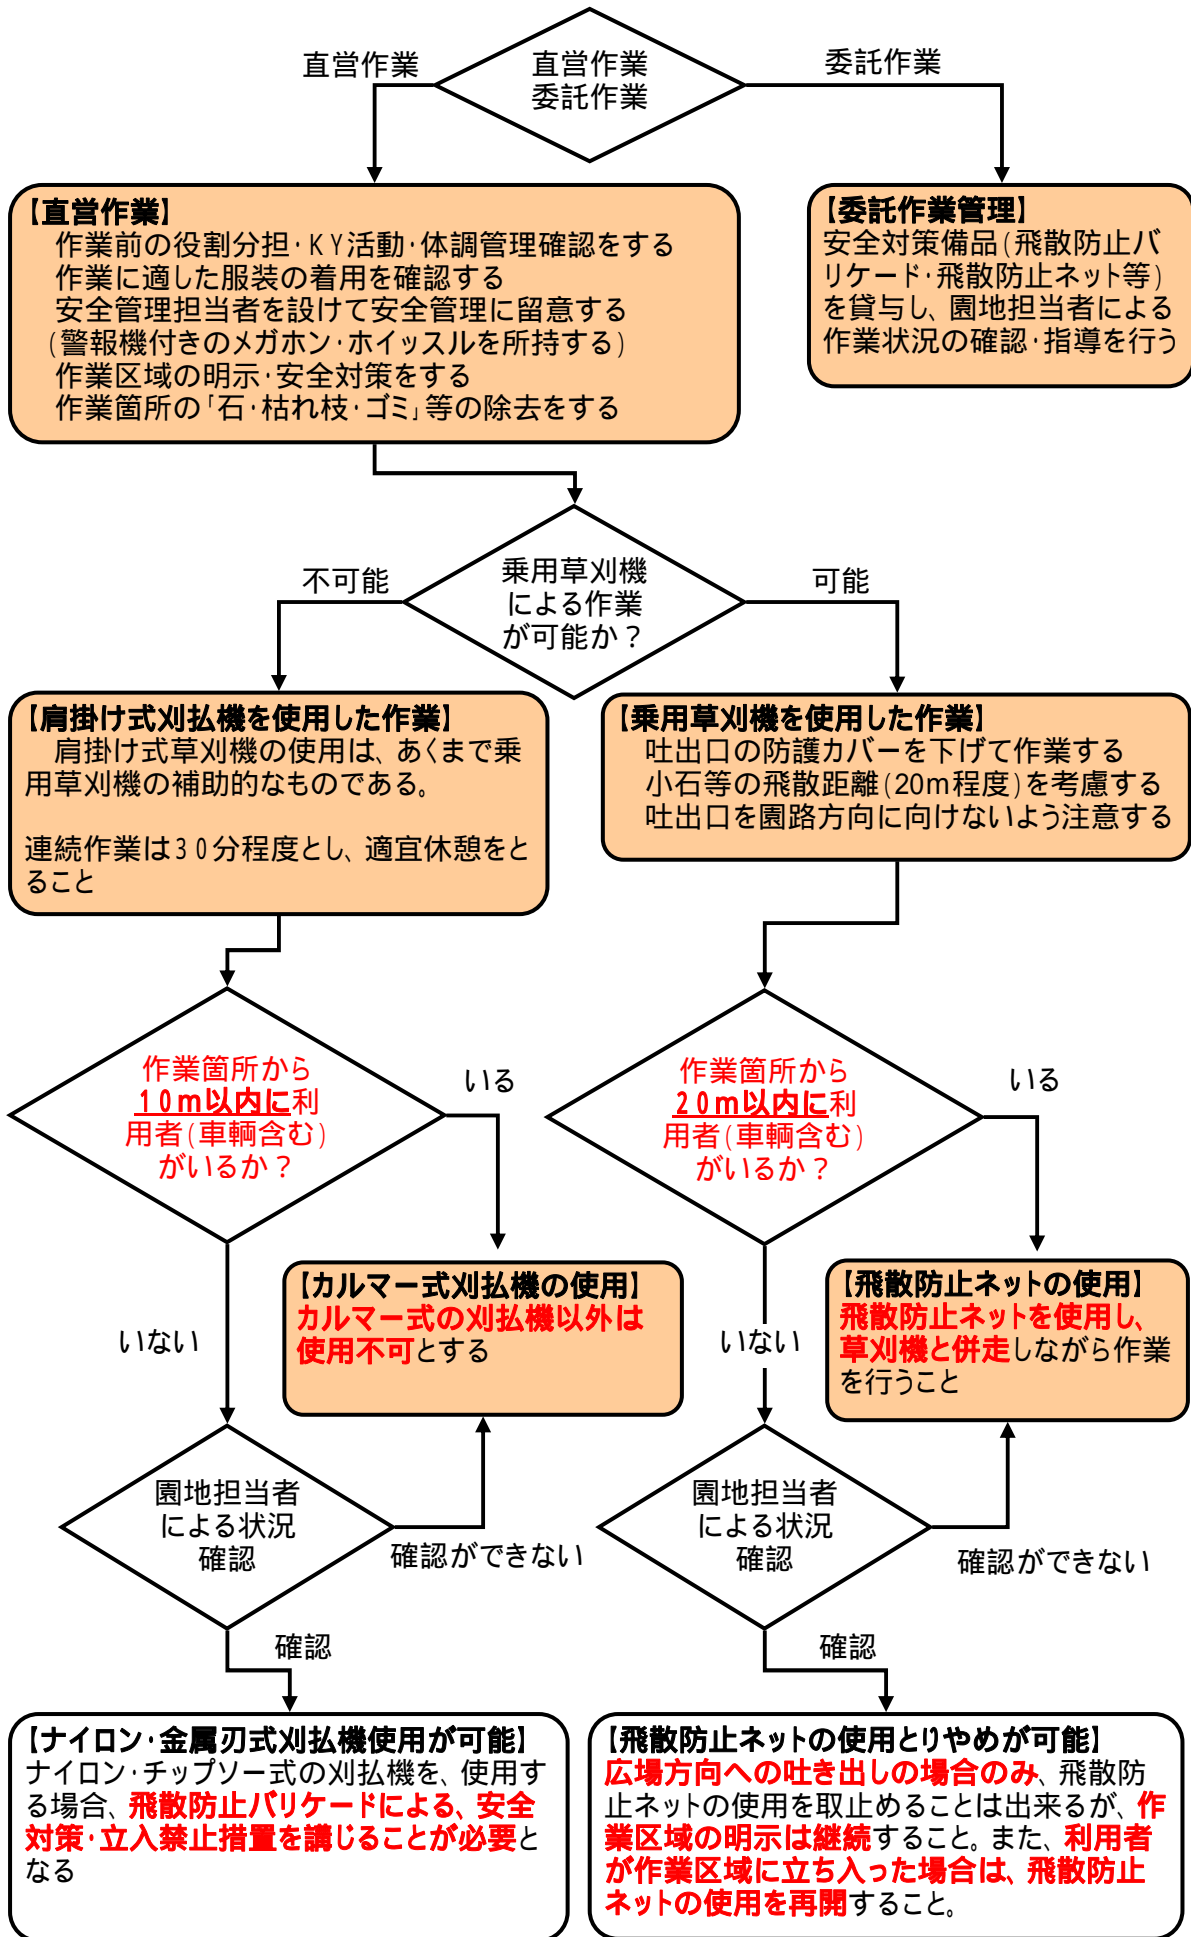 直営作業
直営作業
委託作業
委託作業
【直営作業】
作業前の役割分担・KY活動・体調管理確認をする
作業に適した服装の着用を確認する
安全管理担当者を設けて安全管理に留意する
(警報機付きのメガホン・ホイッスルを所持する)
作業区域の明示・安全対策をする
作業箇所の「石・枯れ枝・ゴミ」等の除去をする
【委託作業管理】
安全対策備品(飛散防止バ
リケード・飛散防止ネット等)
を貸与し、園地担当者による
作業状況の確認・指導を行う
不可能
乗用草刈機
による作業
が可能か？
可能
【肩掛け式刈払機を使用した作業】
肩掛け式草刈機の使用は、あくまで乗
用草刈機の補助的なものである。
連続作業は30分程度とし、適宜休憩をと
ること
【乗用草刈機を使用した作業】
吐出口の防護カバーを下げて作業する
小石等の飛散距離(20m程度)を考慮する
吐出口を園路方向に向けないよう注意する
作業箇所から
10m以内に利
用者(車輌含む)
がいるか？
いる
作業箇所から
20m以内に利
用者(車輌含む)
がいるか？
いる
【カルマー式刈払機の使用】
カルマー式の刈払機以外は
使用不可とする
【飛散防止ネットの使用】
飛散防止ネットを使用し、
草刈機と併走しながら作業
を行うこと
いない
いない
園地担当者
による状況
確認
確認ができない
園地担当者
による状況
確認
確認ができない
確認
確認
【ナイロン・金属刃式刈払機使用が可能】
ナイロン・チップソー式の刈払機を、使用す
る場合、飛散防止バリケードによる、安全
対策・立入禁止措置を講じることが必要と
なる
【飛散防止ネットの使用とりやめが可能】
広場方向への吐き出しの場合のみ、飛散防
止ネットの使用を取止めることは出来るが、作
業区域の明示は継続すること。また、利用者
が作業区域に立ち入った場合は、飛散防止
ネットの使用を再開すること。